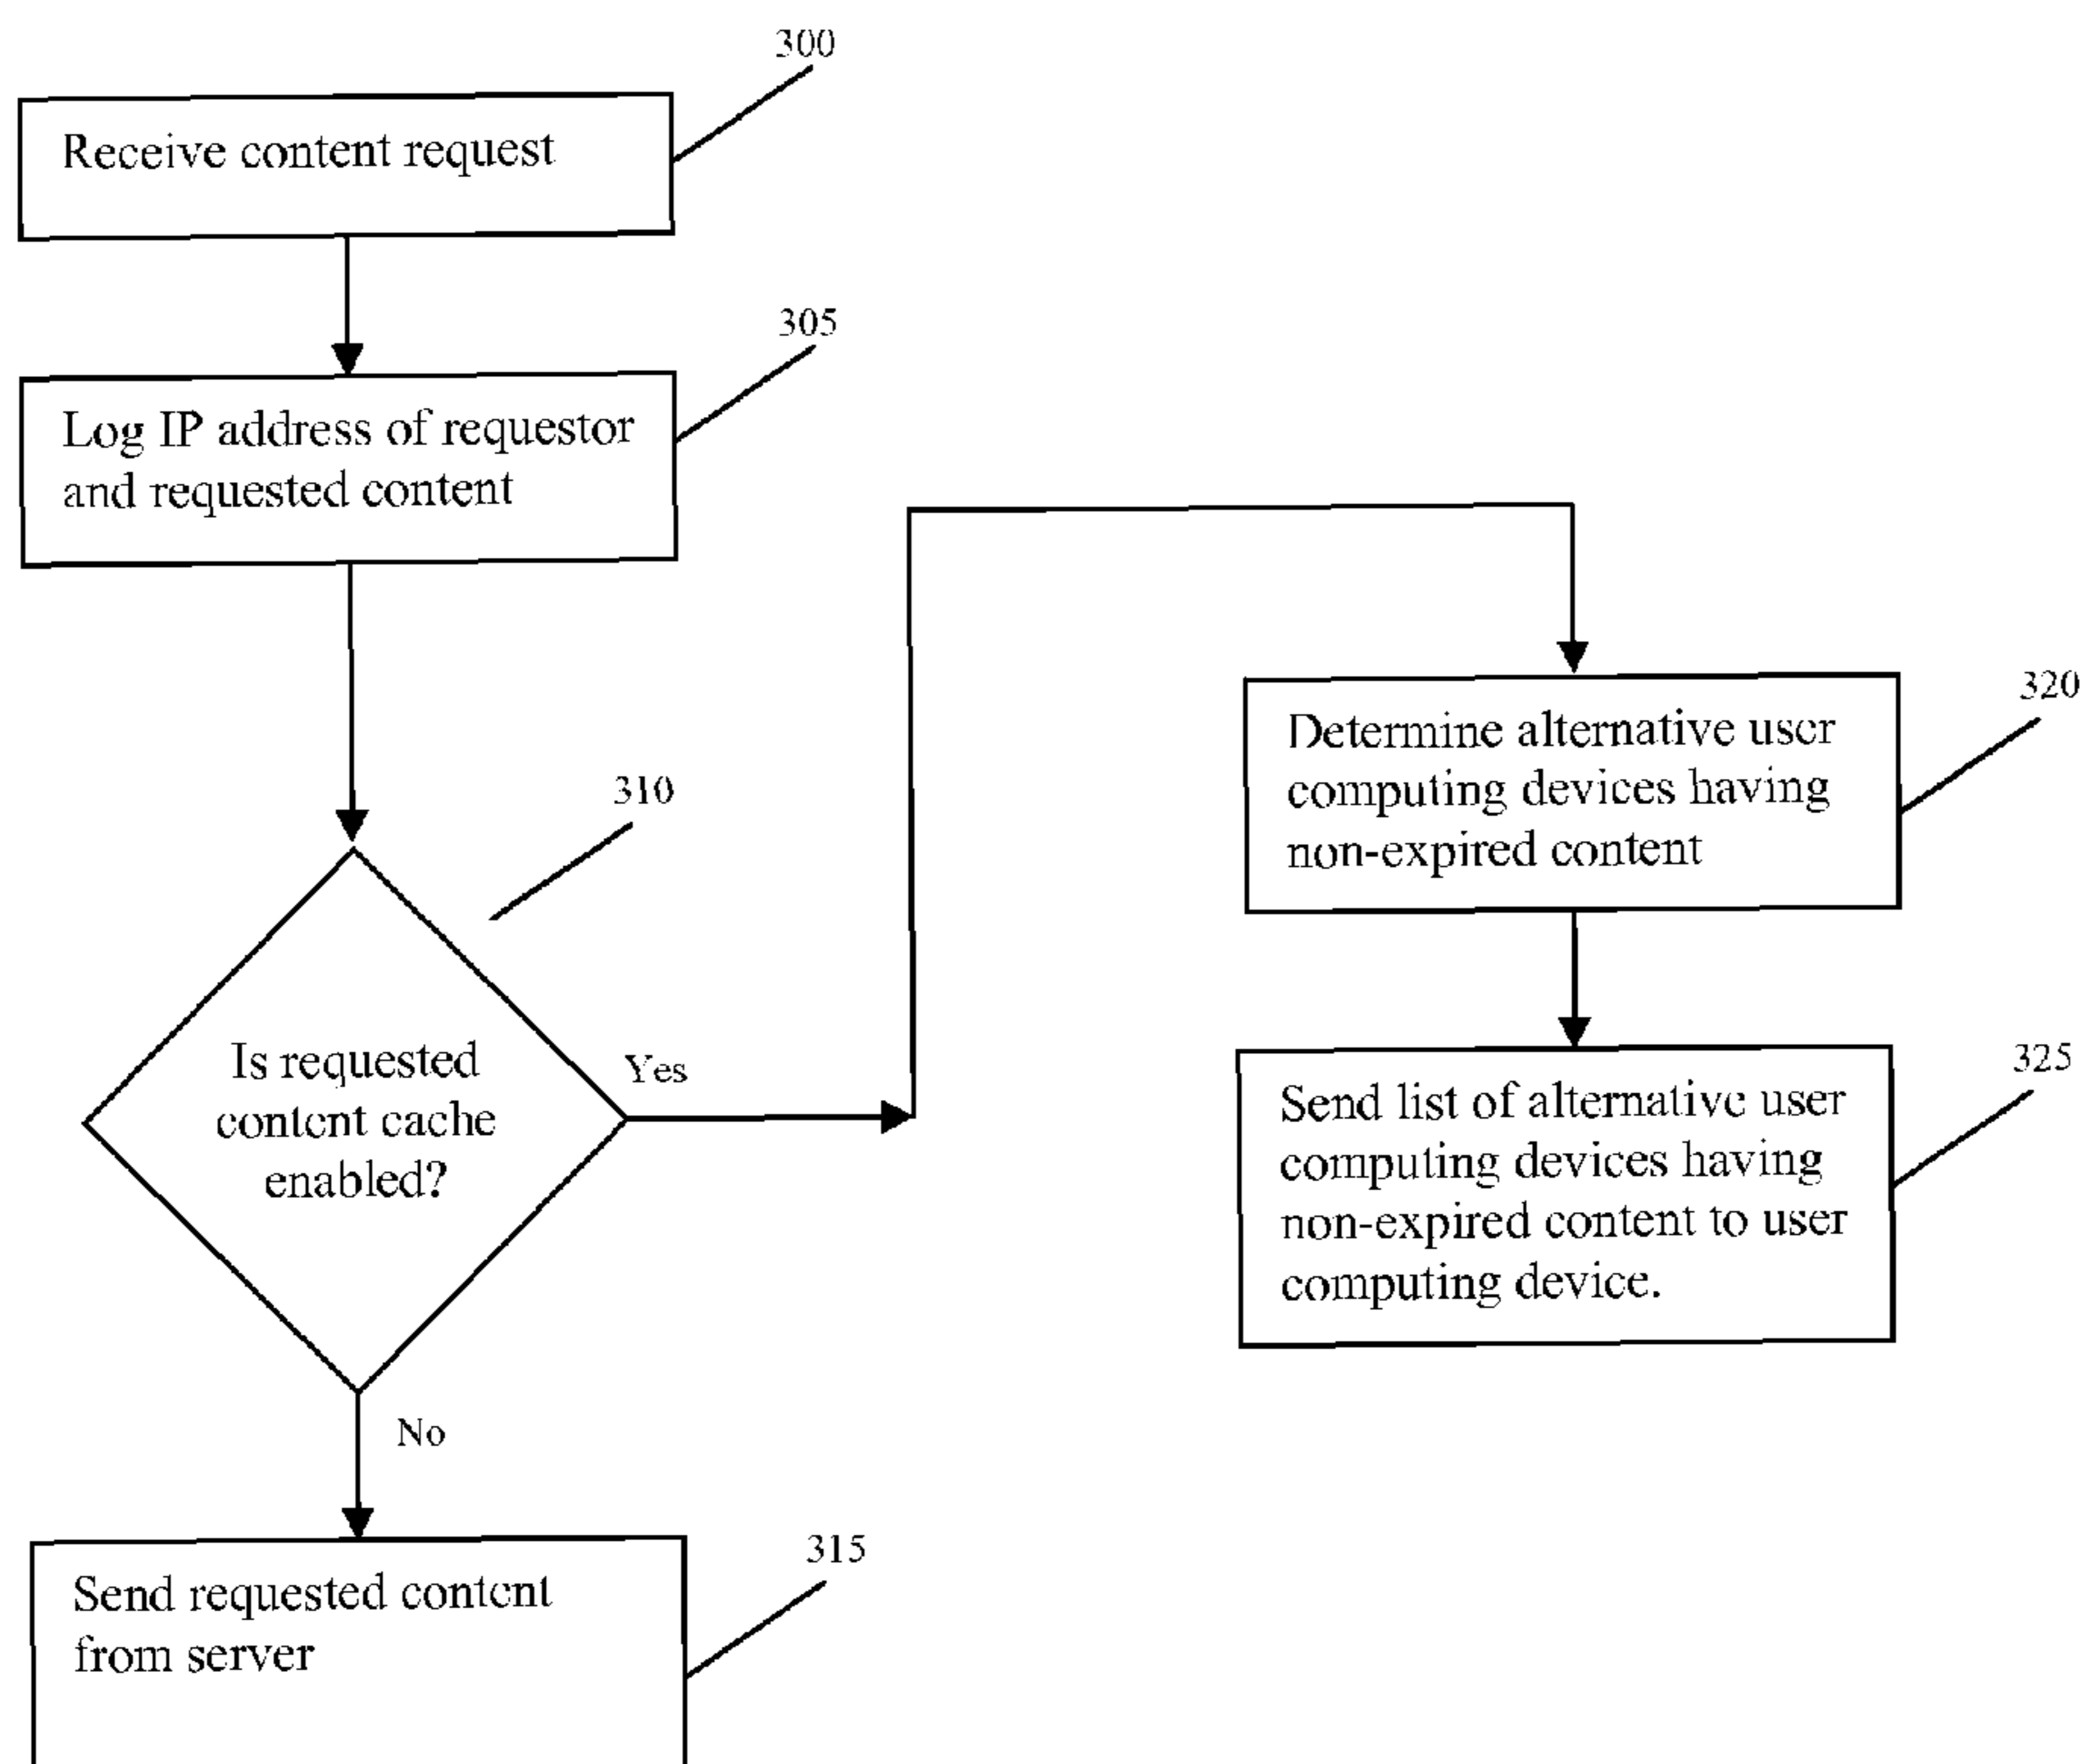 300
Receive content request
305
Log IP address of requestor
and requested content
310
Is requested
content cache
enabled?
Yes
No
315
Send requested content
from server
320
Determine alternative user
computing devices having
non-expired content
325
Send list of alternative user
computing devices having
non-expired content to user
computing device.